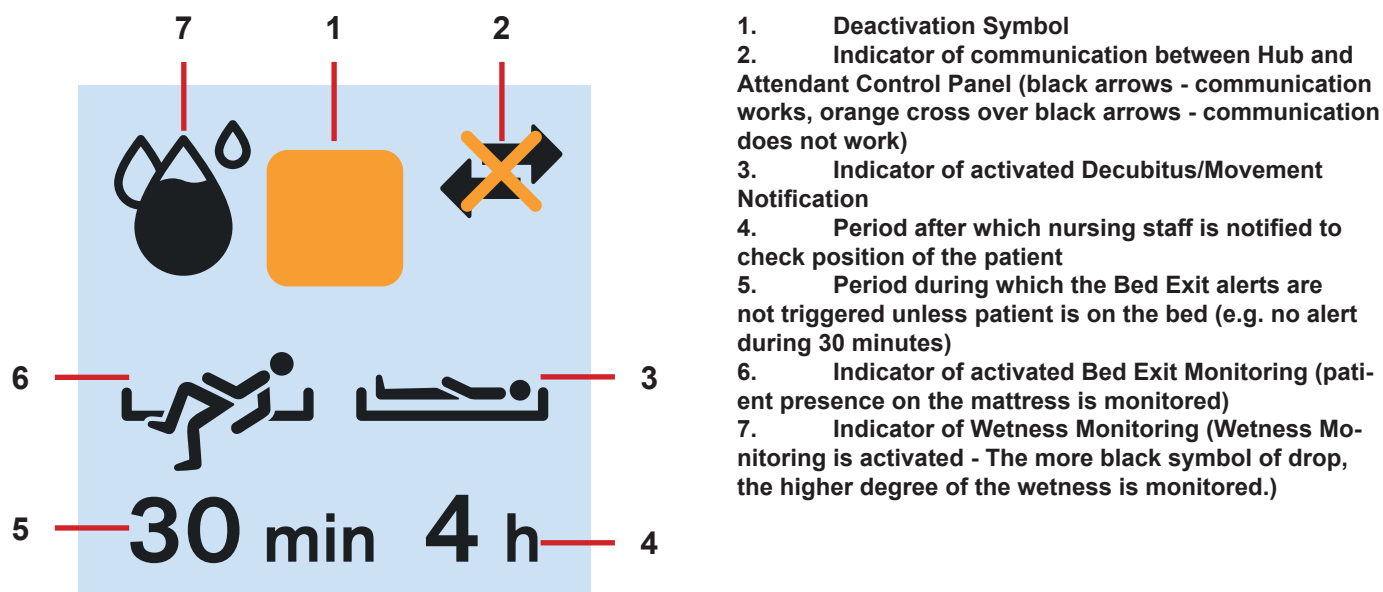 7 1 2
6 3
5 30 min 4 h 4
1. Deactivation Symbol
2. Indicator of communication between Hub and
Attendant Control Panel (black arrows - communication
works, orange cross over black arrows - communication
does not work)
3. Indicator of activated Decubitus/Movement
Notification
4. Period after which nursing staff is notified to
check position of the patient
5. Period during which the Bed Exit alerts are
not triggered unless patient is on the bed (e.g. no alert
during 30 minutes)
6. Indicator of activated Bed Exit Monitoring (pati-
ent presence on the mattress is monitored)
7. Indicator of Wetness Monitoring (Wetness Mo-
nitoring is activated - The more black symbol of drop,
the higher degree of the wetness is monitored.)